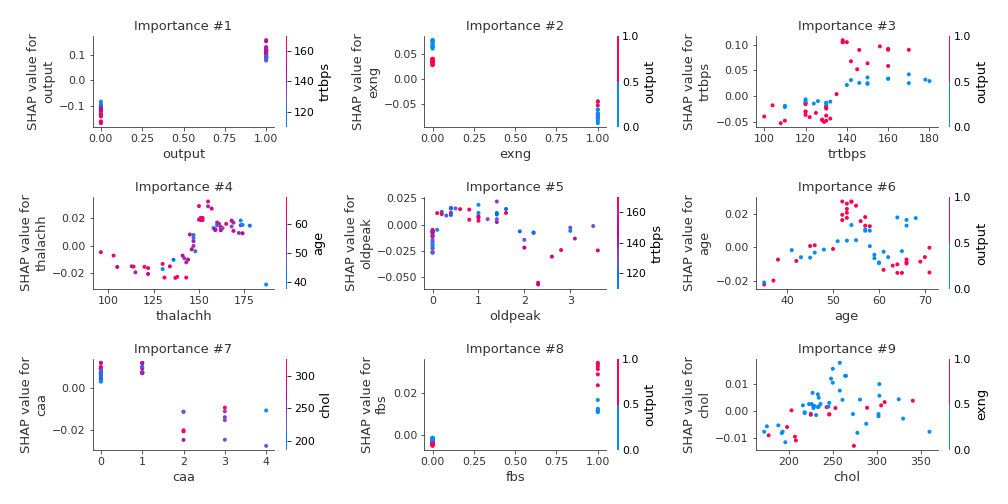 Importance #1
Importance #2
Importance #3
SHAP value for
output
0.1
0.0
−0.1
0.00 0.25 0.50 0.75 1.00
output
160
140
120
trtbps
SHAP value for
exng
0.05
0.00
−0.05
0.00 0.25 0.50 0.75 1.00
exng
1.0
0.5
0.0
output
SHAP value for
trtbps
0.10
0.05
0.00
−0.05
100 120 140 160 180
trtbps
1.0
0.5
0.0
output
Importance #4
Importance #5
Importance #6
SHAP value for
thalachh
0.02
0.00
−0.02
100 125 150 175
thalachh
60
50
40
age
SHAP value for
oldpeak
0.025
0.000
−0.025
−0.050
0 1 2 3
oldpeak
160
140
120
trtbps
SHAP value for
age
0.02
0.00
−0.02
40 50 60 70
age
1.0
0.5
0.0
output
Importance #7
Importance #8
Importance #9
SHAP value for
caa
0.00
−0.02
0 1 2 3 4
caa
300
250
200
chol
SHAP value for
fbs
0.02
0.00
0.00 0.25 0.50 0.75 1.00
fbs
1.0
0.5
0.0
output
SHAP value for
chol
0.01
0.00
−0.01
200 250 300 350
chol
1.0
0.5
0.0
exng